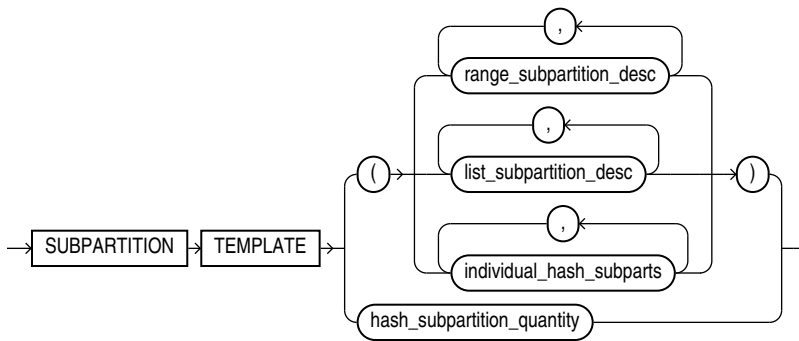 ,
range_subpartition_desc
,
( list_subpartition_desc )
,
SUBPARTITION TEMPLATE
individual_hash_subparts
hash_subpartition_quantity